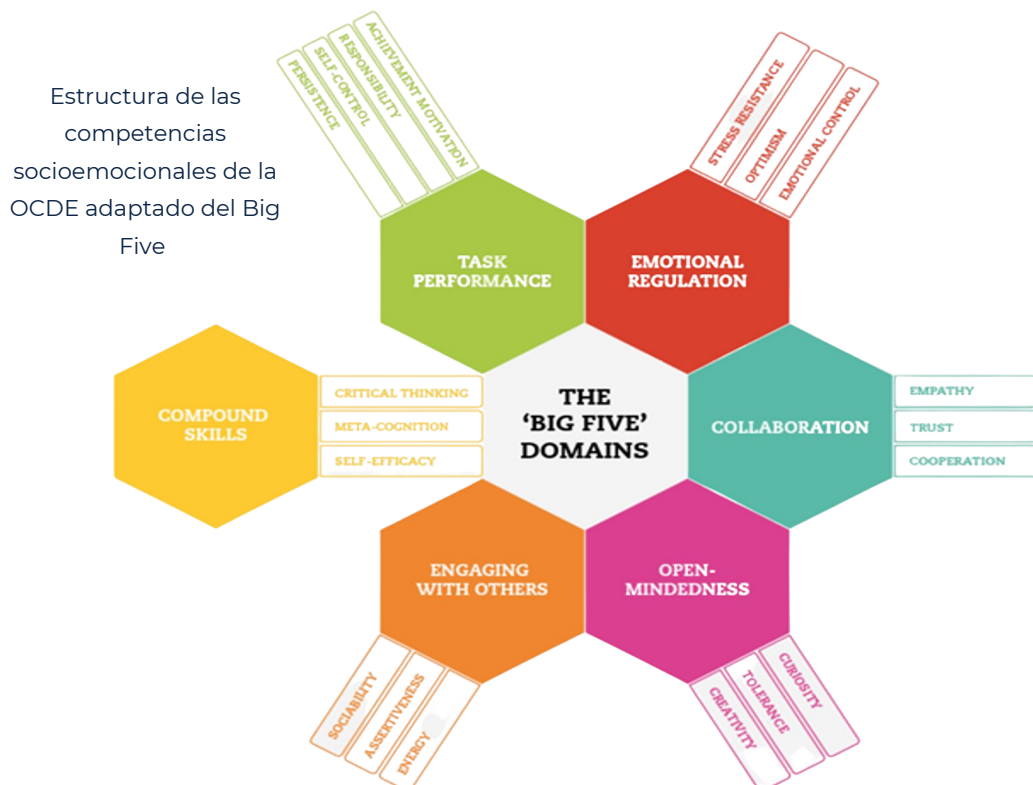 Estructura de las
competencias
socioemocionales de la
OCDE adaptado del Big
Five
PERSISTENCE
SELF-CONTROL
RESPONSIBILITY
ACHIEVEMENT MOTIVATION
TASK
PERFORMANCE
STRESS RESISTANCE
OPTIMISM
EMOTIONAL CONTROL
EMOTIONAL
REGULATION
COMPOUND
SKILLS
CRITICAL THINKING
META-COGNITION
SELF-EFFICACY
THE
‘BIG FIVE’
DOMAINS
COLLABORATION
EMPATHY
TRUST
COOPERATION
ENGAGING
WITH OTHERS
SOCIABILITY
ASSERTIVENESS
ENERGY
OPEN-
MINDEDNESS
CREATIVITY
TOLERANCE
CURIOSITY